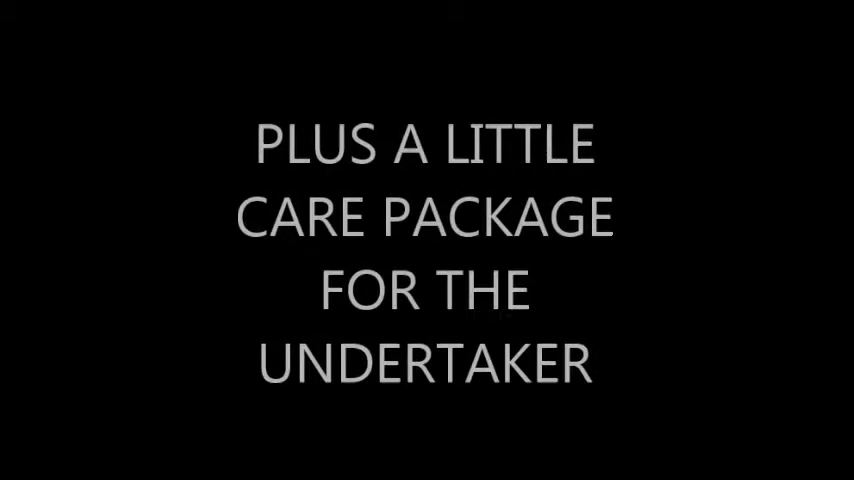 PLUS A LITTLE
CARE PACKAGE
FOR THE
UNDERTAKER